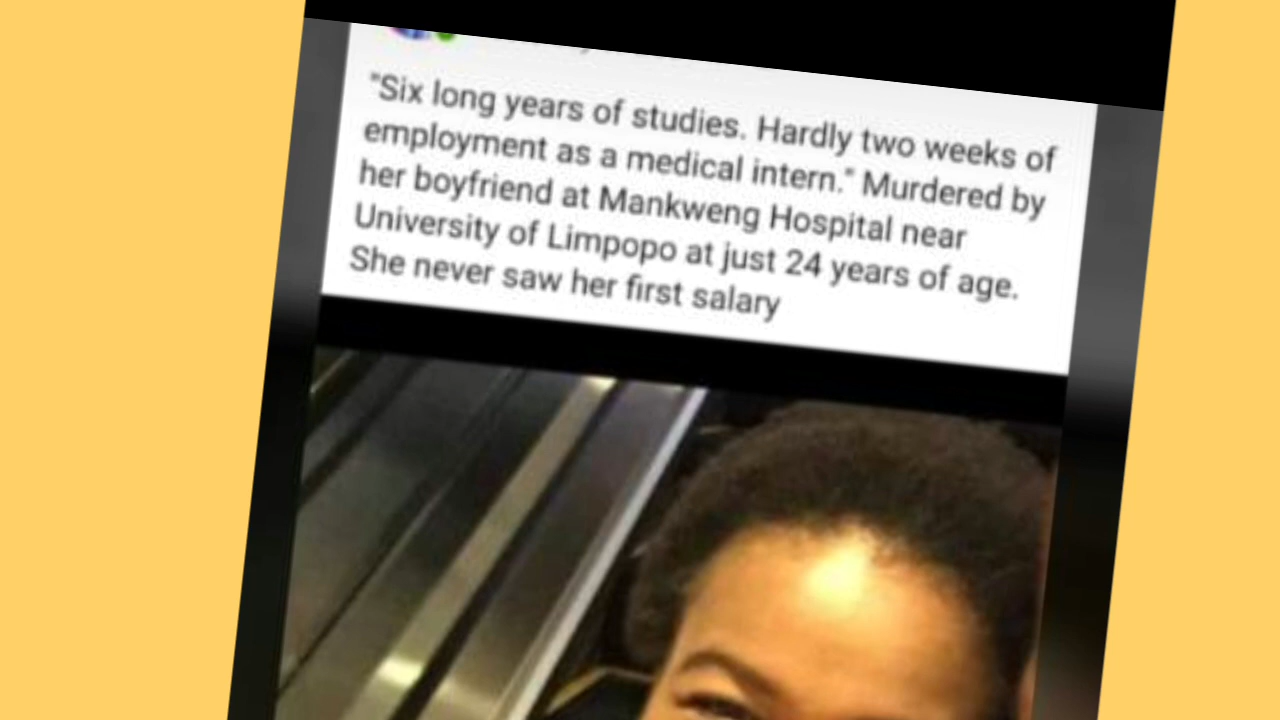 "Six long years of studies. Hardly two weeks of
employment as a medical intern." Murdered by
her boyfriend at Mankweng Hospital near
University of Limpopo at just 24 years of age.
She never saw her first salary